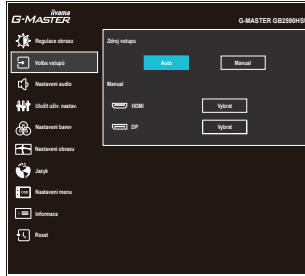 iiyama
G-MASTER
G-MASTER GB2590HSU
Regulace obrazu
Volba vstupů
Nastavení audio
Uložit uživ. nastav.
Nastavení barev
Nastavení obrazu
Jazyk
OSD
Nastavení menu
Informace
Reset
Zdroj vstupu
Auto
Manual
Manual
HDMI
Vybrat
DP
Vybrat